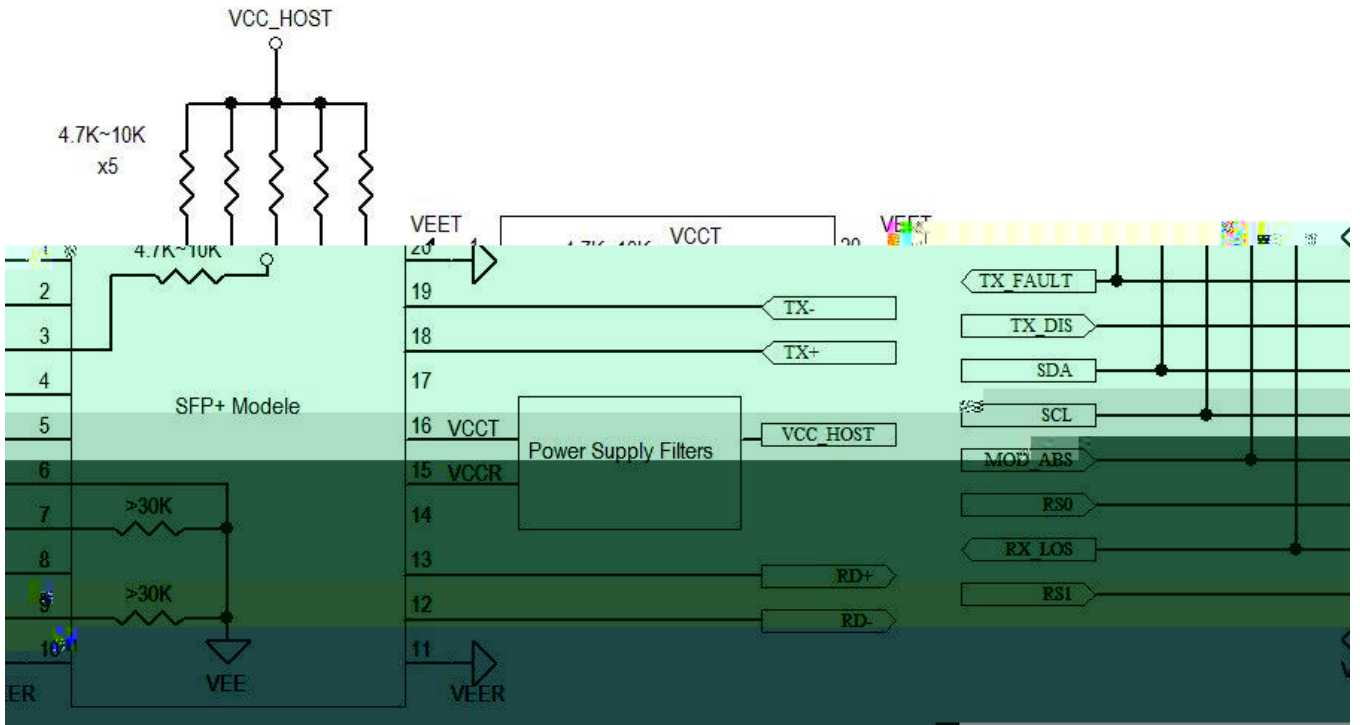 VCC_HOST
4.7K~10K
x5
VEET
VCCT
4.7K~10K
20
TX_FAULT
2
19
TX-
TX_DIS
3
18
TX+
4
17
SDA
SFP+ Modele
SCL
5
16 VCCT
Power Supply Filters
VCC_HOST
MOD_ABS
6
15 VCCR
7
>30K
14
RS0
8
13
RD+
RX_LOS
9
>30K
12
RD-
RS1
10
11
VEE
VEER